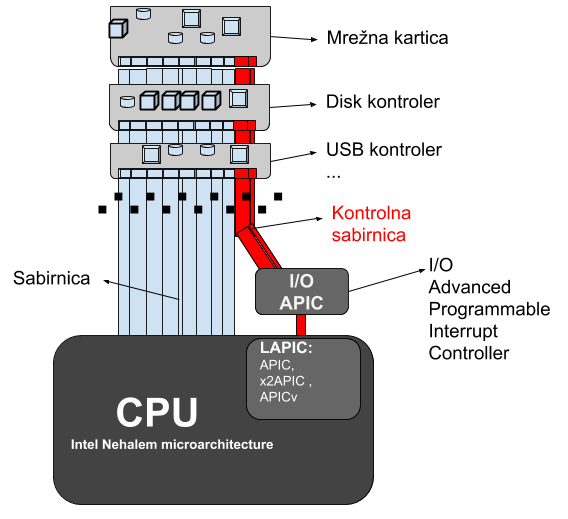 Mrežna kartica
Disk kontroler
USB kontroler
...
Kontrolna
sabirnica
Sabirnica
I/O
APIC
I/O
Advanced
Programmable
Interrupt
Controller
LAPIC:
APIC,
x2APIC ,
APICv
CPU
Intel Nehalem microarchitecture